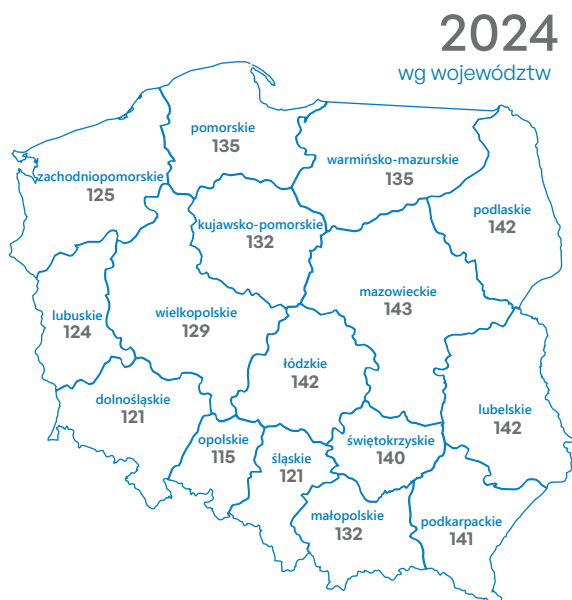 2024
wg województw
pomorskie
135
warmińsko-mazurskie
135
zachodniopomorskie
125
podlaskie
142
kujawsko-pomorskie
132
mazowieckie
143
lubuskie
124
wielkopolskie
129
łódzkie
142
dolnośląskie
121
lubelskie
142
opolskie
115
śląskie
121
świętokrzyskie
140
małopolskie
132
podkarpackie
141